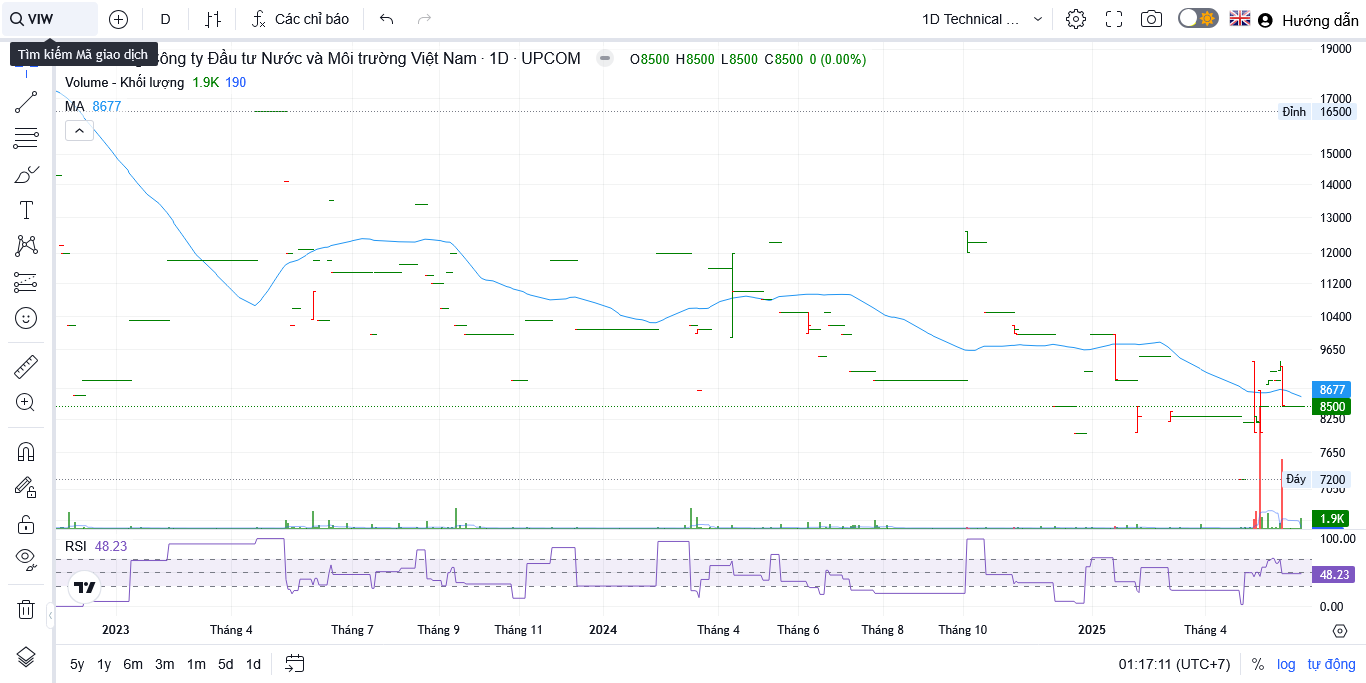 VIW D Các chỉ báo 1D Technical ... Hướng dẫn
Tìm kiếm Mã giao dịch
ông ty Đầu tư Nước và Môi trường Việt Nam · 1D · UPCOM O8500 H8500 L8500 C8500 0 (0.00%)
Volume - Khối lượng 1.9K 190
MA 8677
19000
17000
Đỉnh 16500
15000
14000
13000
12000
11200
10400
9650
8677
8500
8250
7650
Đáy 7200
7050
1.9K
RSI 48.23
100.00
48.23
0.00
2023 Tháng 4 Tháng 7 Tháng 9 Tháng 11 2024 Tháng 4 Tháng 6 Tháng 8 Tháng 10 2025 Tháng 4
5y 1y 6m 3m 1m 5d 1d 01:17:11 (UTC+7) % log tự động